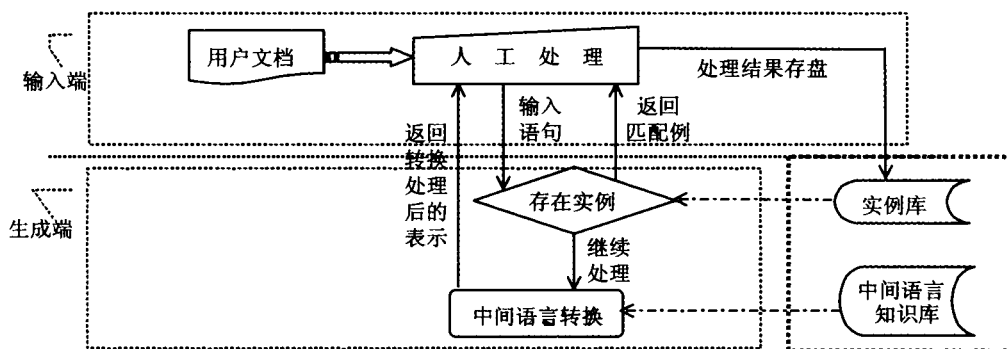 用户文档
人工处理
处理结果存盘
输入端
输入
语句
返回
匹配例
返回
转换
处理
后的
表示
存在实例
实例库
生成端
继续
处理
中间语言转换
中间语言
知识库